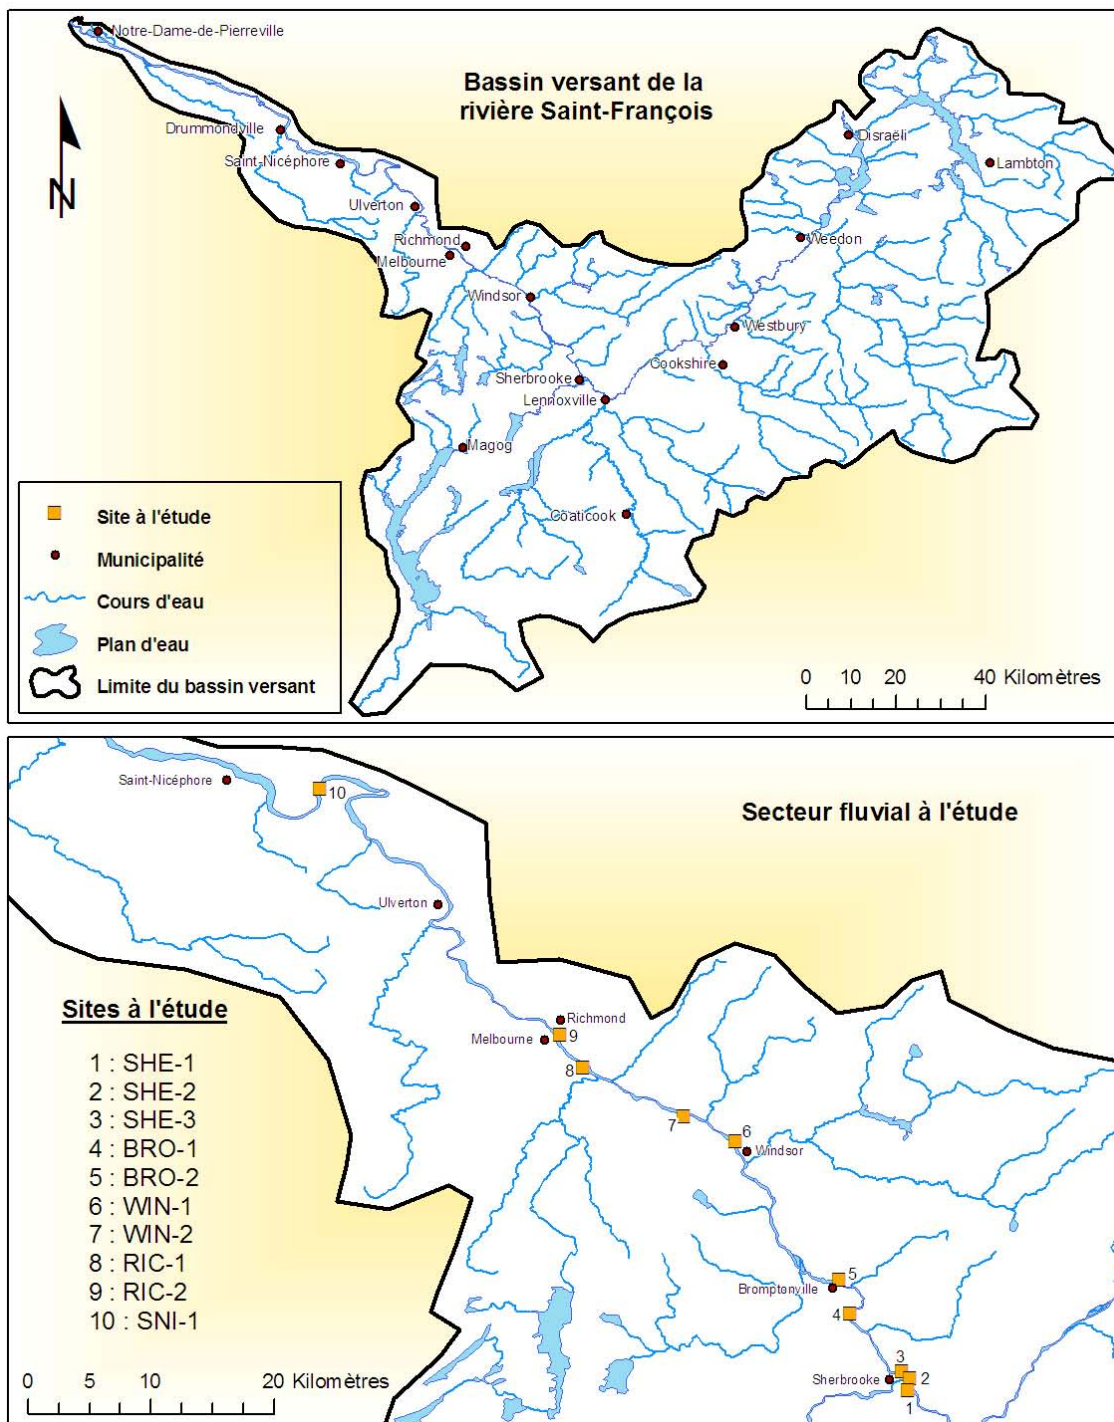 Notre-Dame-de-Pierreville
Bassin versant de la
rivière Saint-François
Drummondville
Disraëli
Saint-Nicéphore
Lambton
N
Ulverton
Richmond
Weedon
Melbourne
Windsor
Westbury
Cookshire
Sherbrooke
Lennoxville
Magog
Coaticook
Site à l'étude
Municipalité
Cours d'eau
Plan d'eau
Limite du bassin versant
0 10 20 40 Kilomètres
Saint-Nicéphore
10
Secteur fluvial à l'étude
Ulverton
Sites à l'étude
1 : SHE-1
2 : SHE-2
3 : SHE-3
4 : BRO-1
5 : BRO-2
6 : WIN-1
7 : WIN-2
8 : RIC-1
9 : RIC-2
10 : SNI-1
Richmond
9
Melbourne
8
7
6
Windsor
5
Bromptonville
4
3
Sherbrooke
2
1
0 5 10 20 Kilomètres